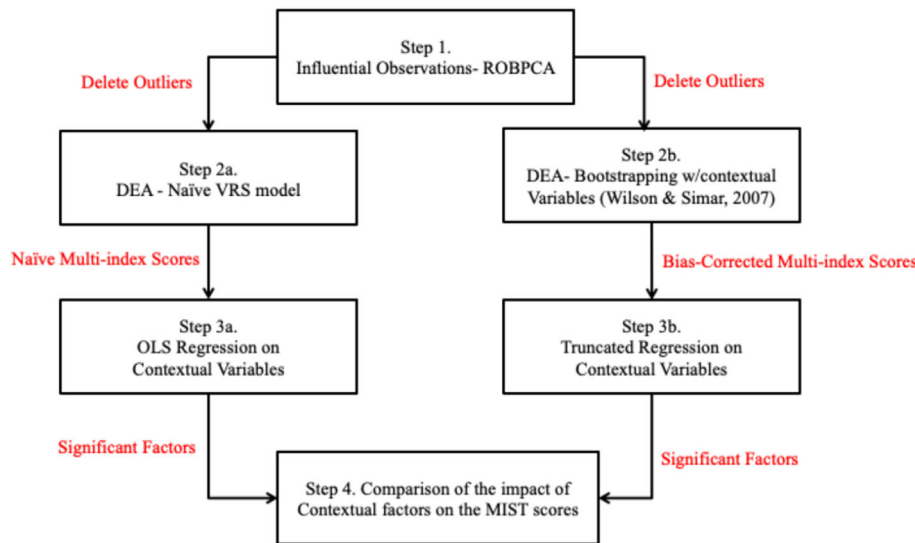 Step 1.
Influential Observations- ROBPCA
Delete Outliers
Delete Outliers
Step 2a.
DEA - Naïve VRS model
Step 2b.
DEA- Bootstrapping w/contextual
Variables (Wilson & Simar, 2007)
Naïve Multi-index Scores
Bias-Corrected Multi-index Scores
Step 3a.
OLS Regression on
Contextual Variables
Step 3b.
Truncated Regression on
Contextual Variables
Significant Factors
Significant Factors
Step 4. Comparison of the impact of
Contextual factors on the MIST scores